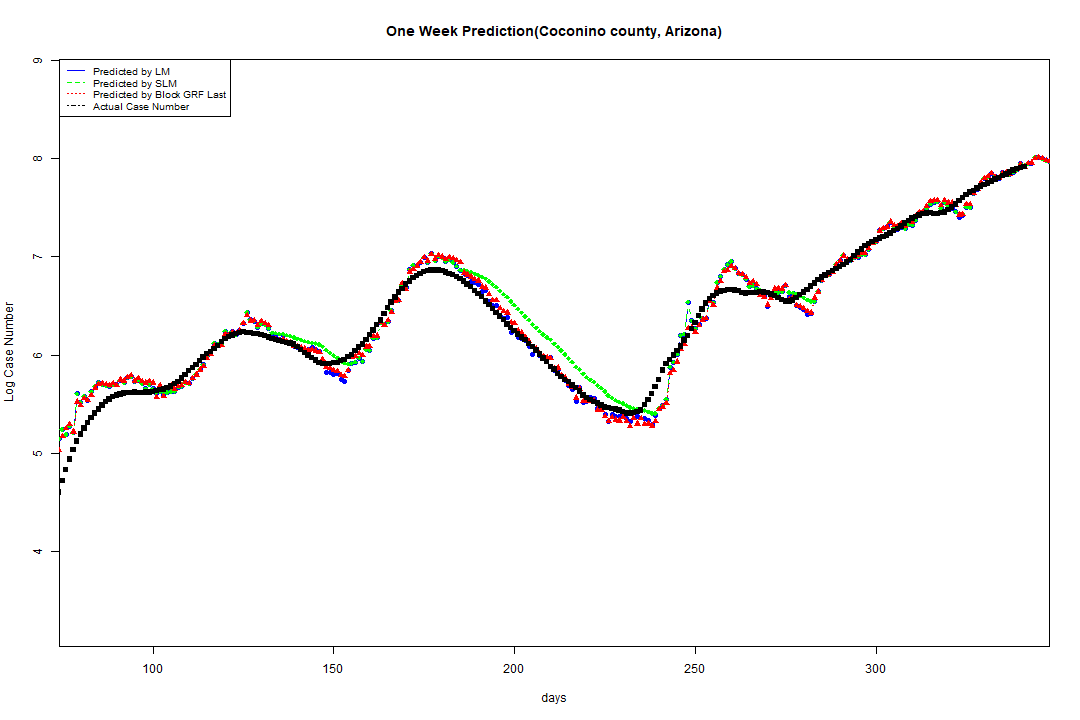 One Week Prediction(Coconino county, Arizona)
Predicted by LM
Predicted by SLM
Predicted by Block GRF Last
Actual Case Number
9
8
7
6
5
4
Log Case Number
100
150
200
250
300
days